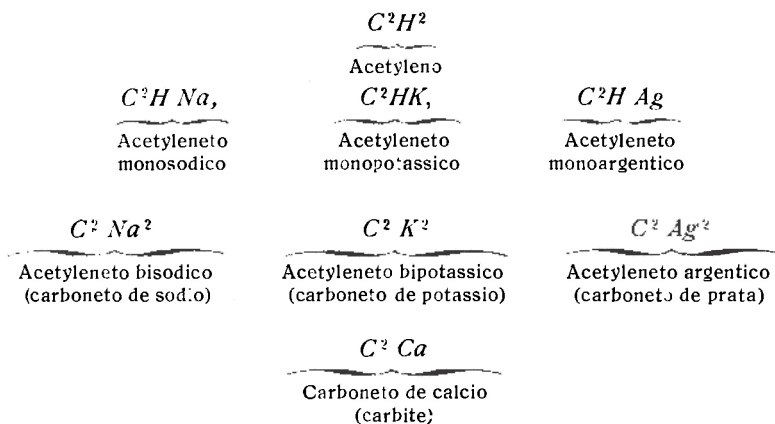 C²H²
Acetyleno
C²H Na, C²HK, C²H Ag
Acetyleneto Acetyleneto Acetyleneto
monosodico monopotassico monoargentico
C² Na² C² K² C² Ag²
Acetyleneto bisodico Acetyleneto bipotassico Acetyleneto argentico
(carboneto de sodio) (carboneto de potassio) (carboneto de prata)
C² Ca
Carboneto de calcio
(carbite)